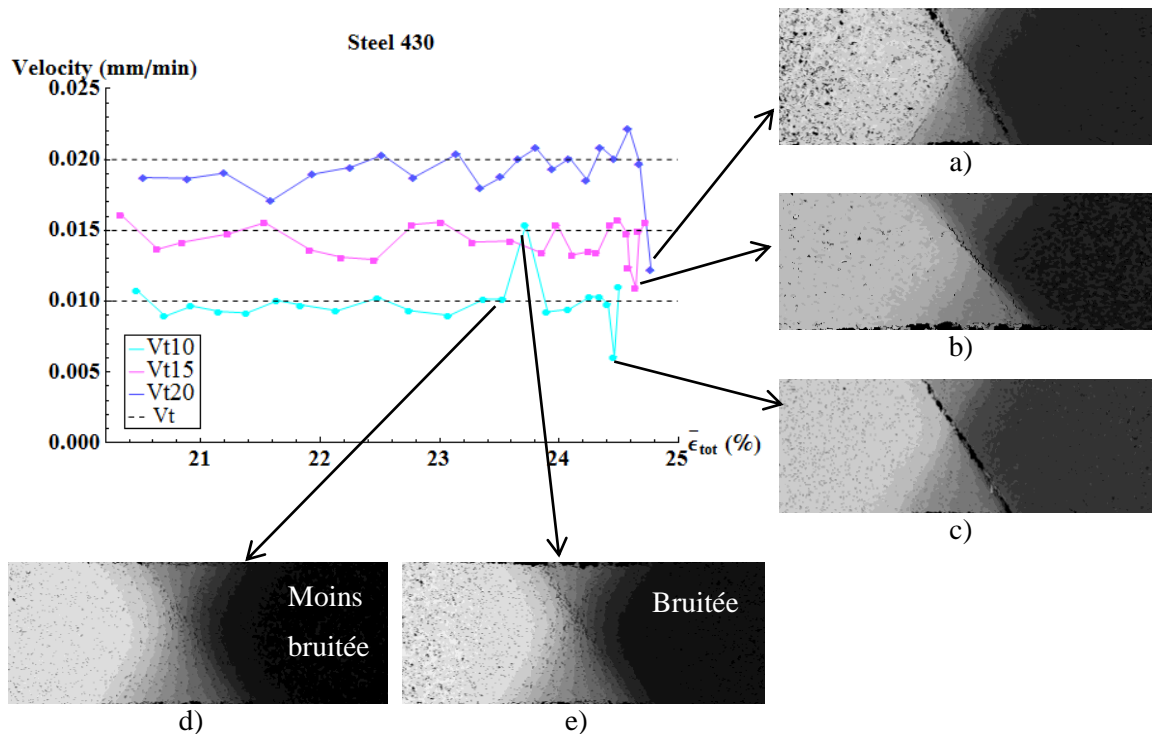 Steel 430
Velocity (mm/min)
0.025
0.020
0.015
0.010
0.005
0.000
21
22
23
24
25
ε̄tot (%)
Vt10
Vt15
Vt20
Vt
a)
b)
c)
Moins
bruitée
d)
Bruitée
e)